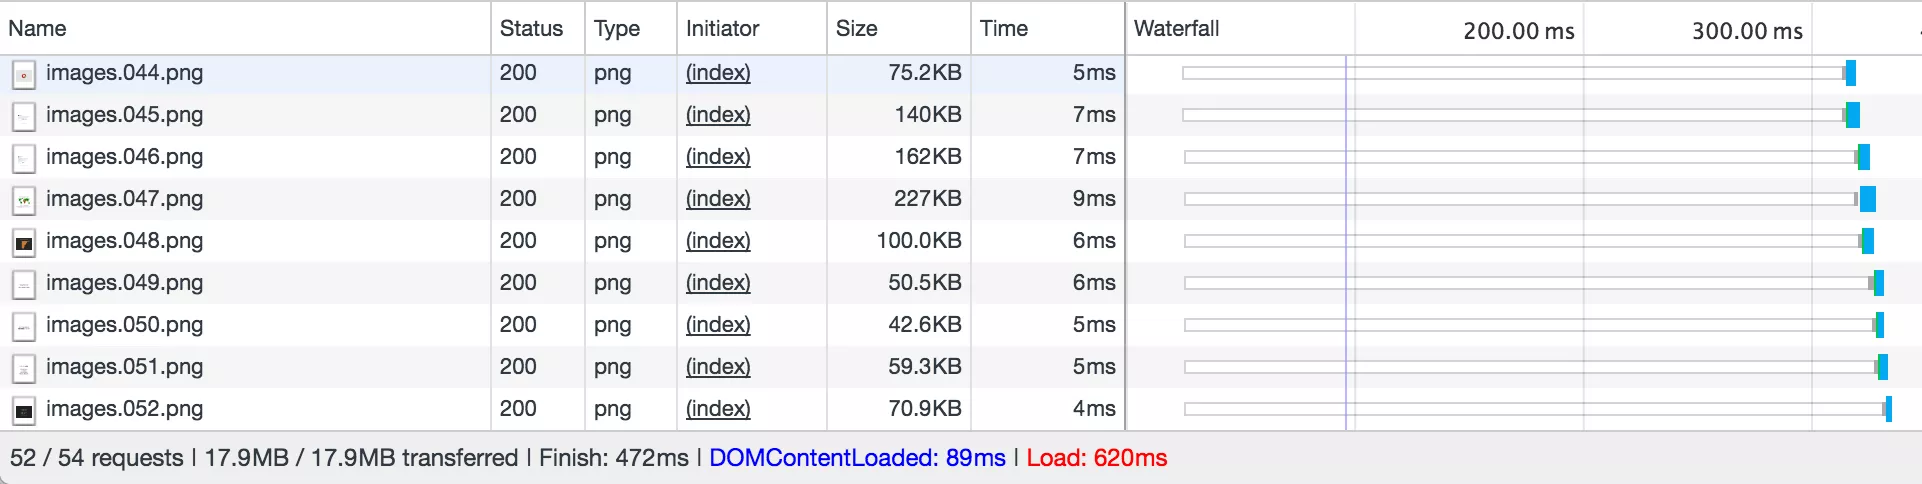 Name Status Type Initiator Size Time Waterfall 200.00 ms 300.00 ms
images.044.png 200 png (index) 75.2KB 5ms
images.045.png 200 png (index) 140KB 7ms
images.046.png 200 png (index) 162KB 7ms
images.047.png 200 png (index) 227KB 9ms
images.048.png 200 png (index) 100.0KB 6ms
images.049.png 200 png (index) 50.5KB 6ms
images.050.png 200 png (index) 42.6KB 5ms
images.051.png 200 png (index) 59.3KB 5ms
images.052.png 200 png (index) 70.9KB 4ms
52 / 54 requests | 17.9MB / 17.9MB transferred | Finish: 472ms | DOMContentLoaded: 89ms | Load: 620ms